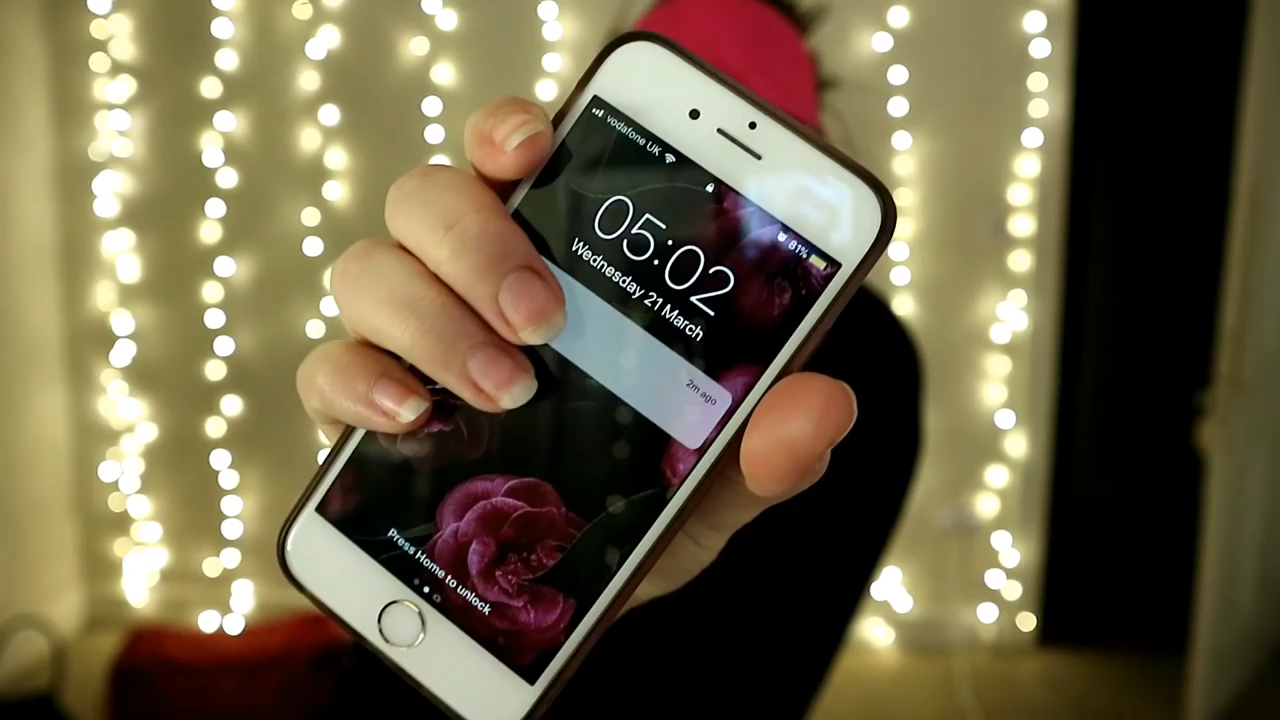 vodafone UK
81%
05:02
Wednesday 21 March
2m ago
Press Home to unlock